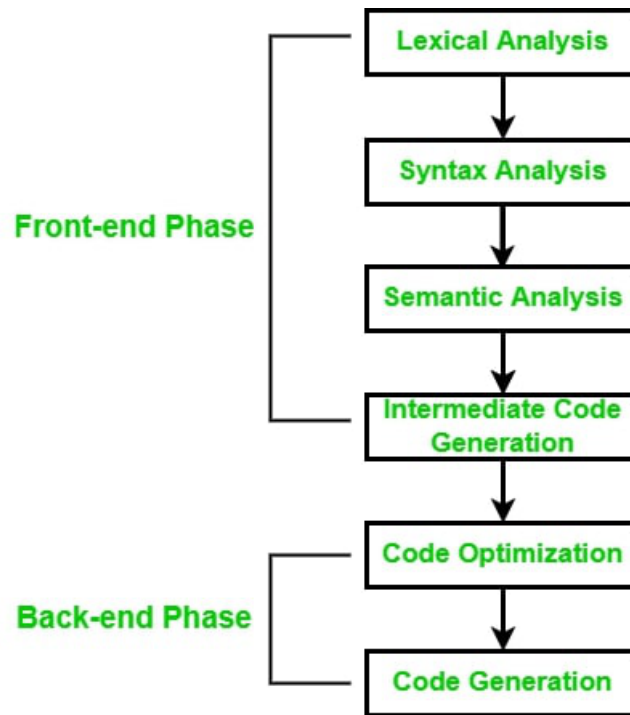 Lexical Analysis
Syntax Analysis
Front-end Phase
Semantic Analysis
Intermediate Code
Generation
Code Optimization
Back-end Phase
Code Generation